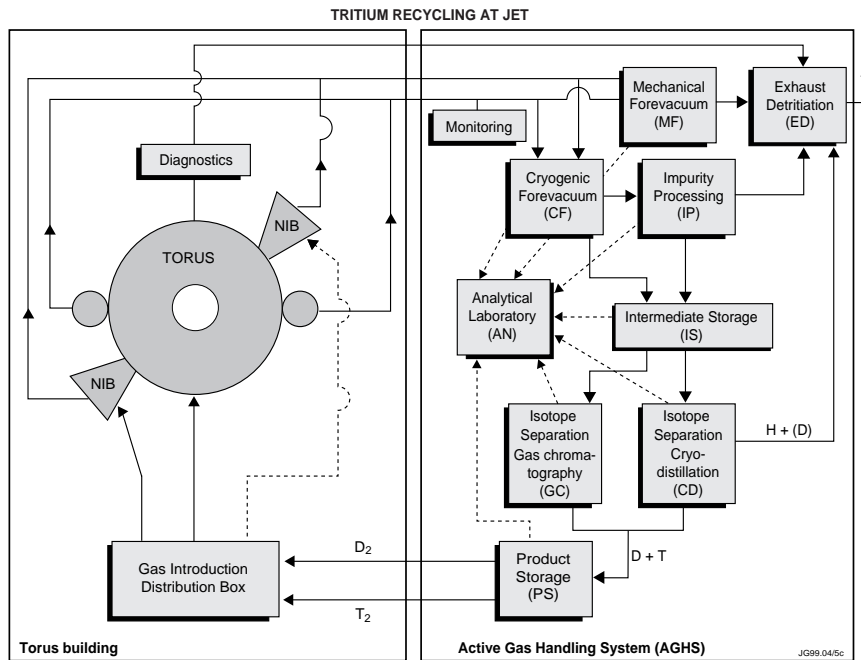 TRITIUM RECYCLING AT JET
Mechanical
Forevacuum
(MF)
Exhaust
Detritiation
(ED)
Monitoring
Diagnostics
Cryogenic
Forevacuum
(CF)
Impurity
Processing
(IP)
NIB
TORUS
Analytical
Laboratory
(AN)
Intermediate Storage
(IS)
NIB
Isotope
Separation
Gas chroma-
tography
(GC)
Isotope
Separation
Cryo-
distillation
(CD)
H + (D)
Gas Introduction
Distribution Box
D2
T2
Product
Storage
(PS)
D + T
Torus building
Active Gas Handling System (AGHS)
JG99.04/5c